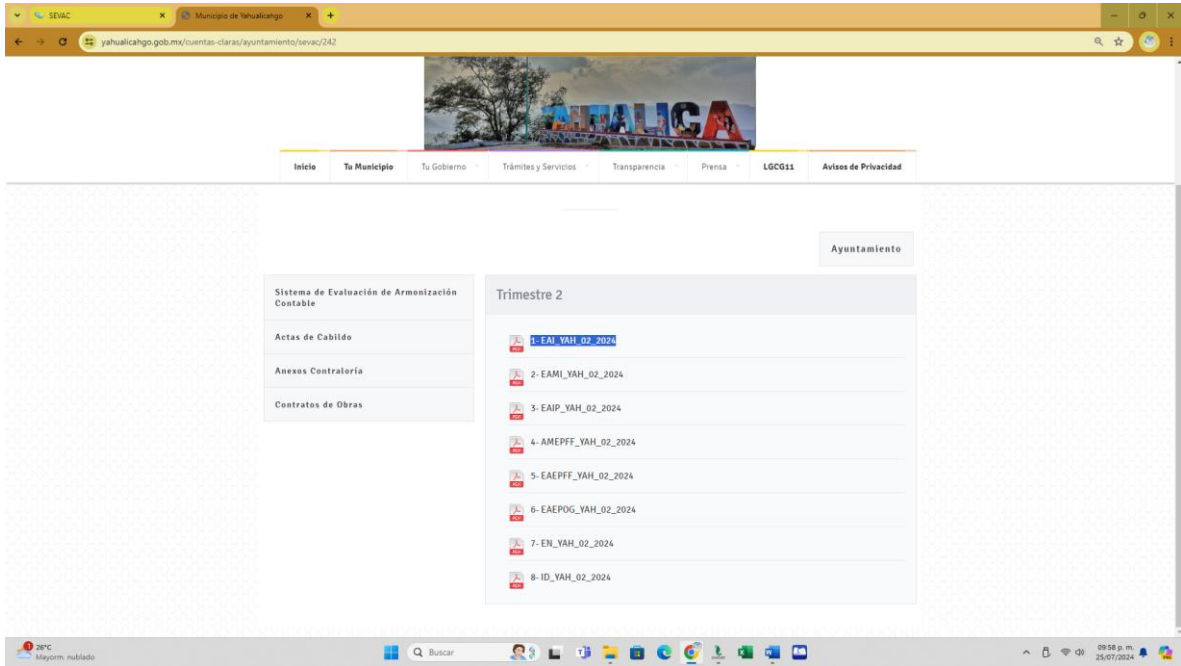 SEVAC
Municipio de Yahualicahgo
yahualicahgo.gob.mx/cuentas-claras/ayuntamiento/sevac/242
Inicio
Tu Municipio
Tu Gobierno
Trámites y Servicios
Transparencia
Prensa
LGCG11
Avisos de Privacidad
Ayuntamiento
Sistema de Evaluación de Armonización
Contable
Actas de Cabildo
Anexos Contraloría
Contratos de Obras
Trimestre 2
1- EAI_YAH_02_2024
2- EAMI_YAH_02_2024
3- EAIP_YAH_02_2024
4- AMEPFF_YAH_02_2024
5- EAEPFF_YAH_02_2024
6- EAEPOG_YAH_02_2024
7- EN_YAH_02_2024
8- ID_YAH_02_2024
26°C
Mayorm. nublado
Buscar
09:58 p. m.
25/07/2024